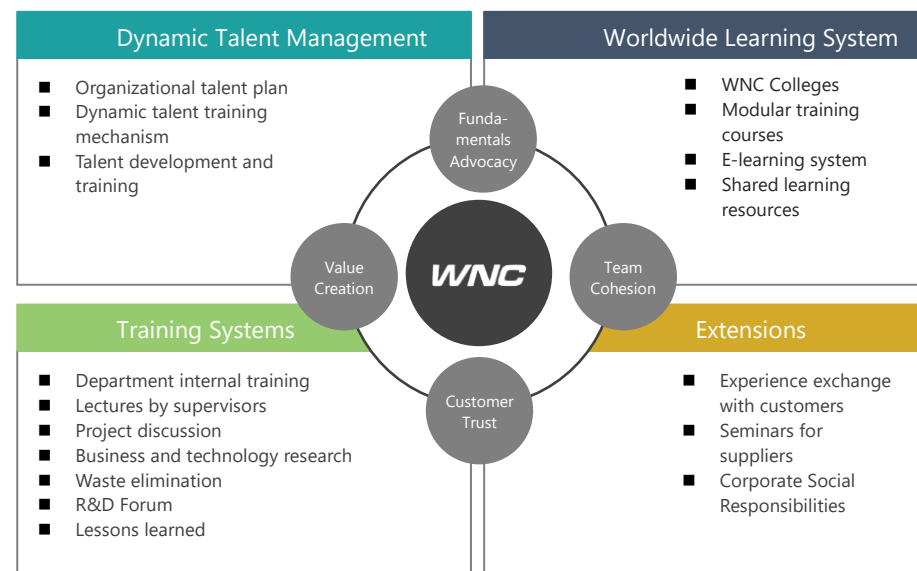 Dynamic Talent Management
Organizational talent plan
Dynamic talent training
mechanism
Talent development and
training
Worldwide Learning System
WNC Colleges
Modular training
courses
E-learning system
Shared learning
resources
Funda-
mentals
Advocacy
Value
Creation
WNC
Team
Cohesion
Customer
Trust
Training Systems
Department internal training
Lectures by supervisors
Project discussion
Business and technology research
Waste elimination
R&D Forum
Lessons learned
Extensions
Experience exchange
with customers
Seminars for
suppliers
Corporate Social
Responsibilities